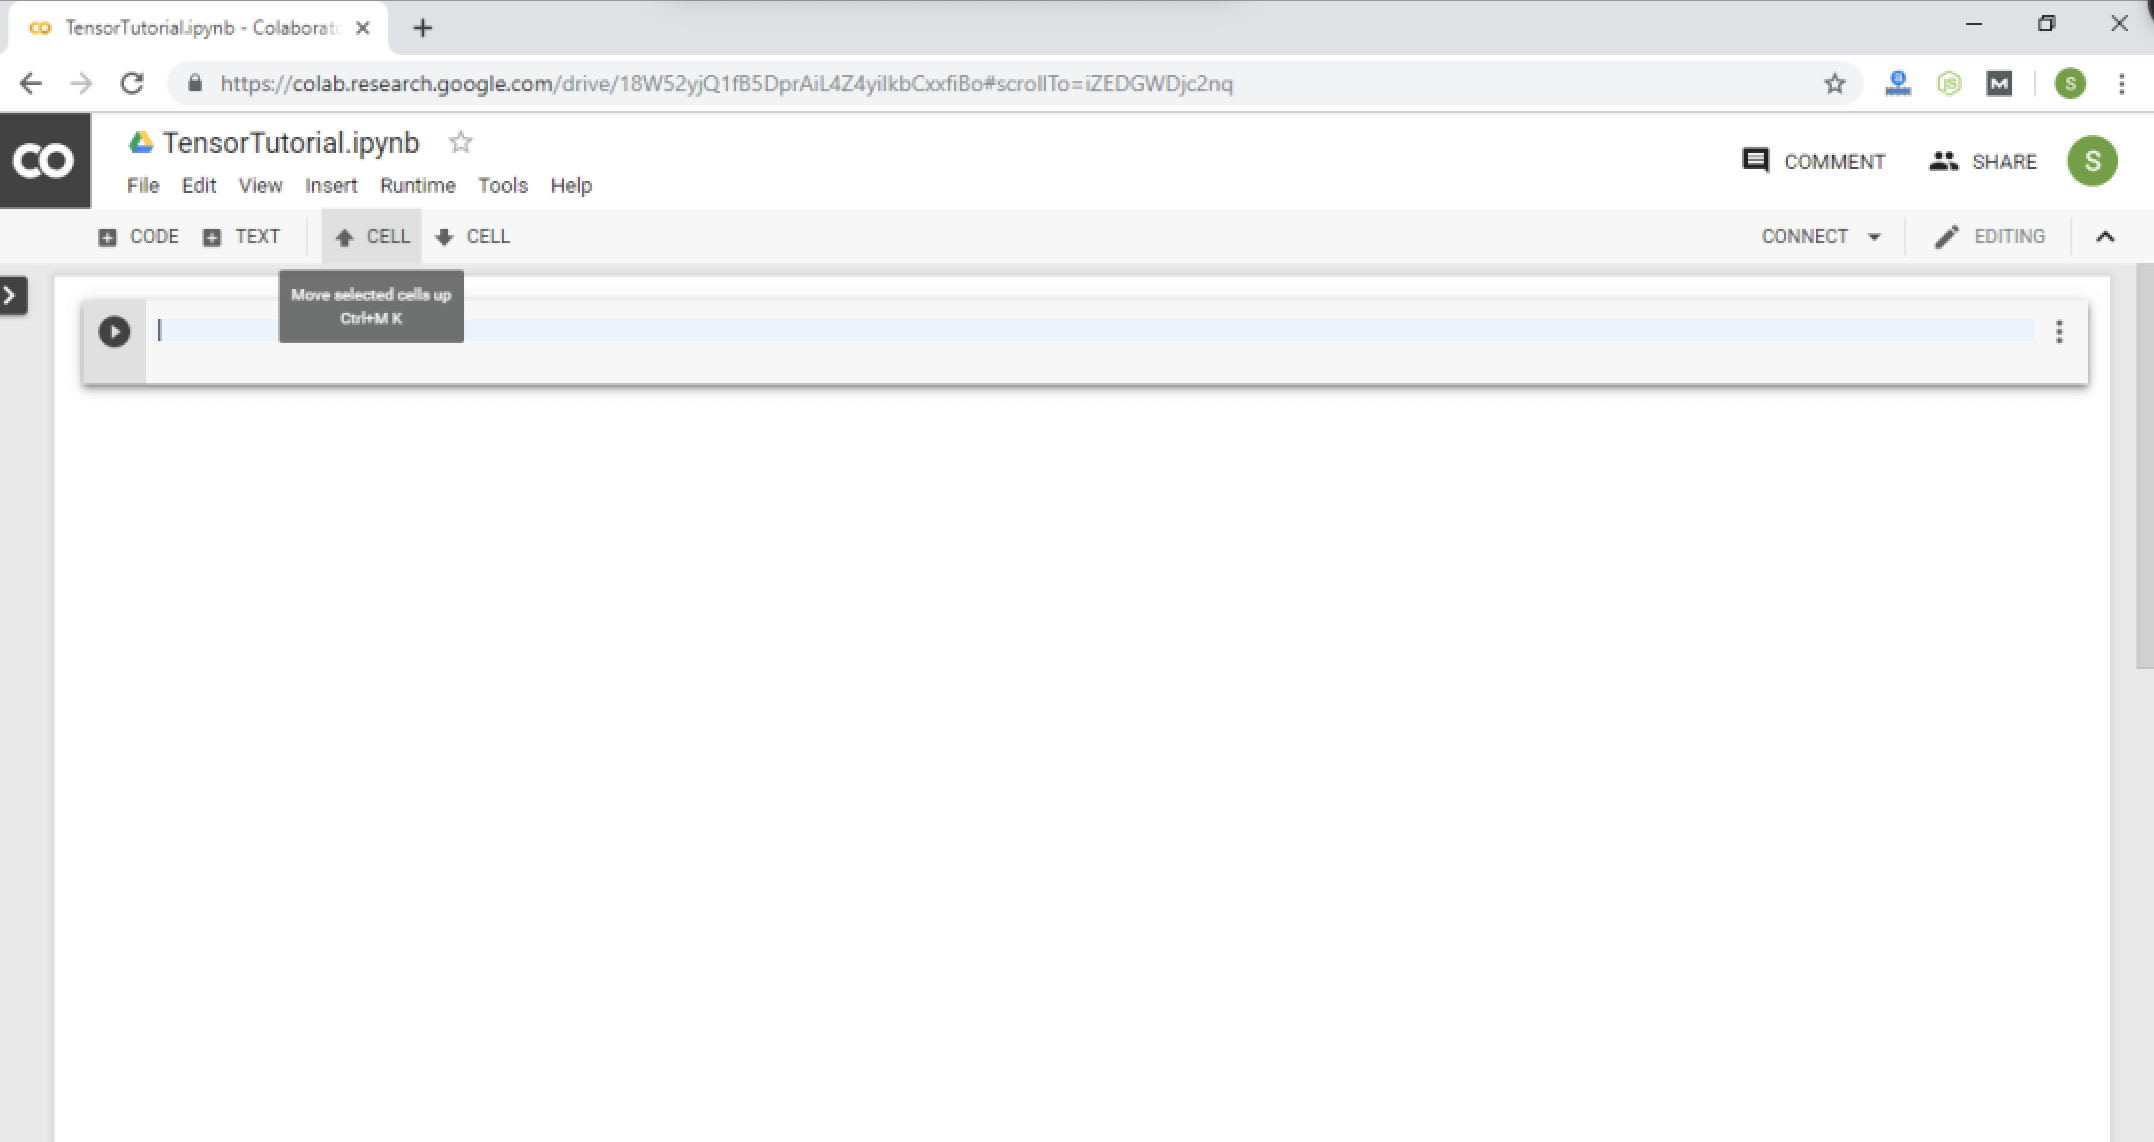 TensorTutorial.ipynb - Colaborato
https://colab.research.google.com/drive/18W52yjQ1fB5DprAiL4Z4yilkbCxxfiBo#scrollTo=iZEDGWDjc2nq
S
CO
TensorTutorial.ipynb
File Edit View Insert Runtime Tools Help
COMMENT SHARE S
CODE TEXT CELL CELL CONNECT EDITING
Move selected cells up
Ctrl+M K